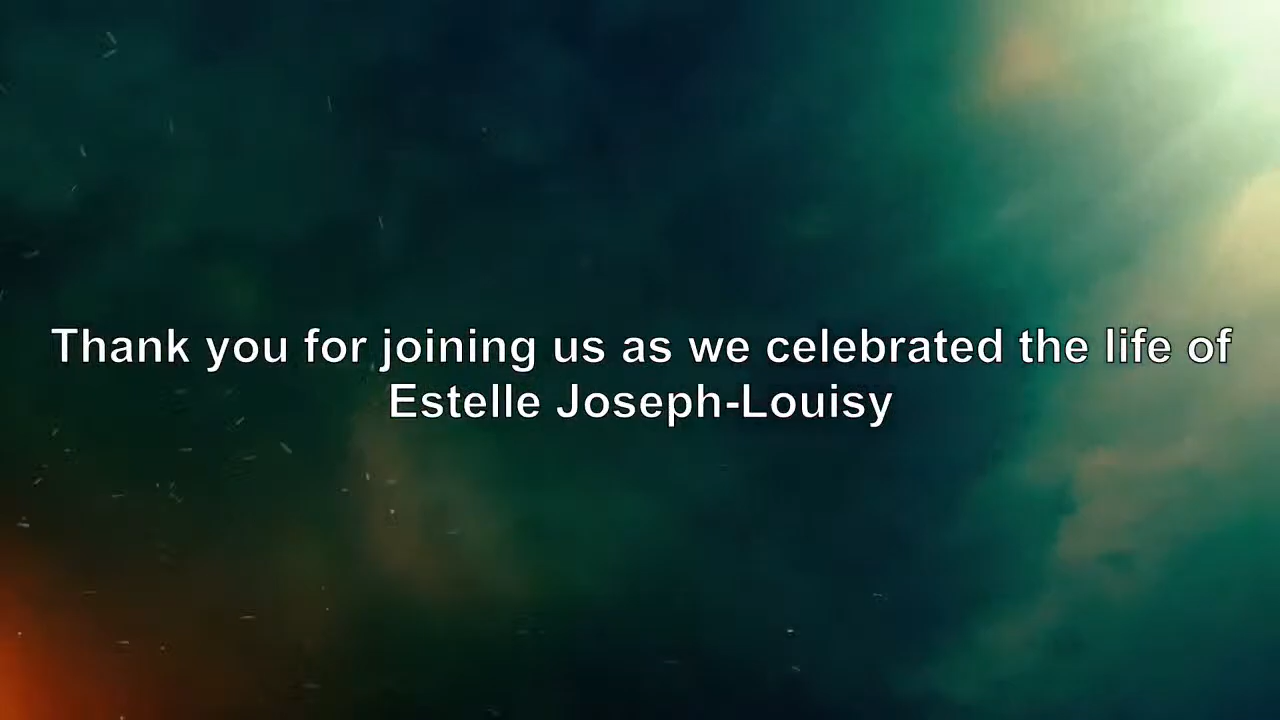 Thank you for joining us as we celebrated the life of
Estelle Joseph-Louisy